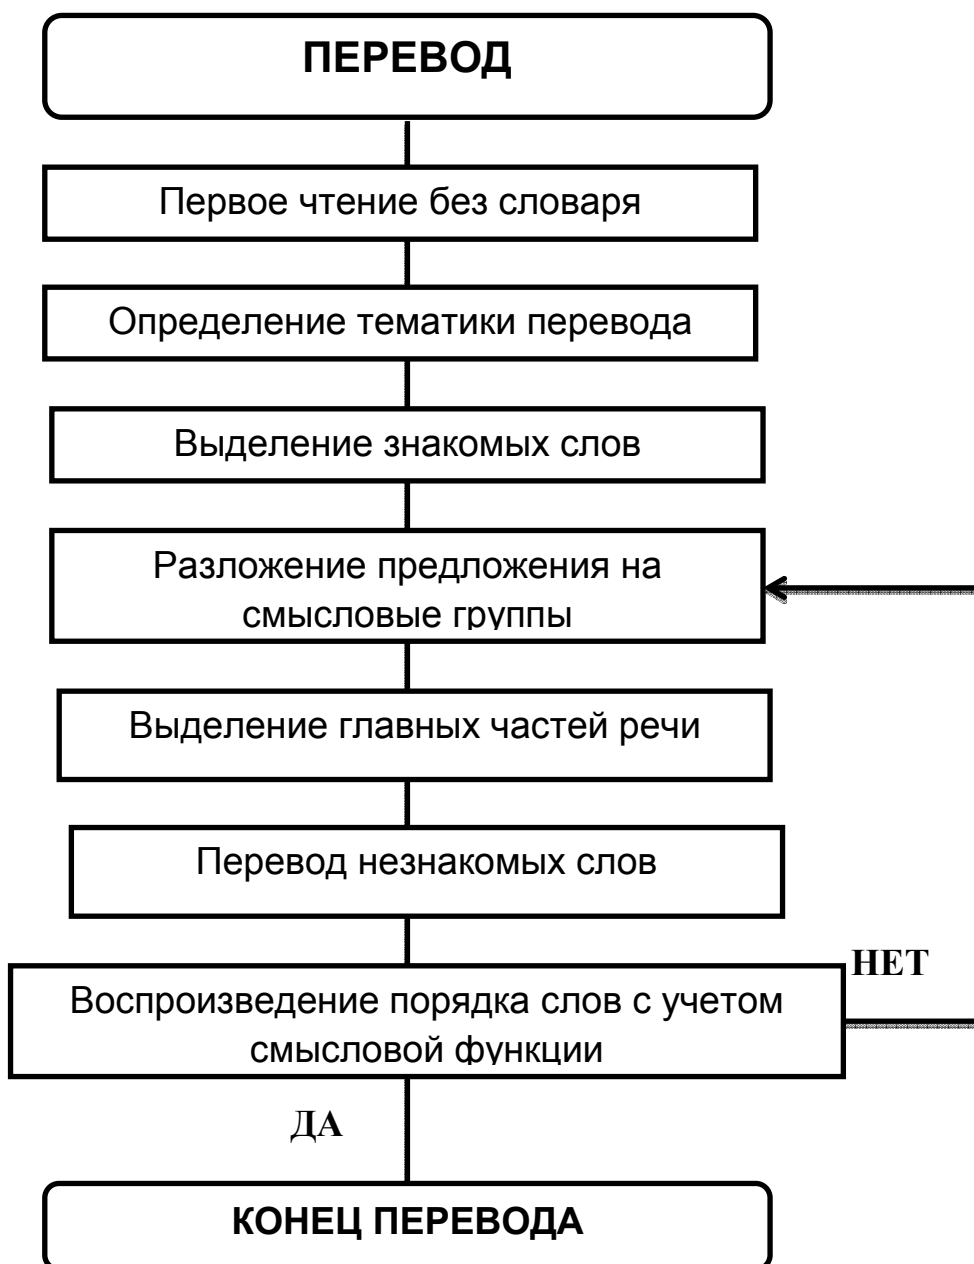 ПЕРЕВОД
Первое чтение без словаря
Определение тематики перевода
Выделение знакомых слов
Разложение предложения на
смысловые группы
Выделение главных частей речи
Перевод незнакомых слов
НЕТ
Воспроизведение порядка слов с учетом
смысловой функции
ДА
КОНЕЦ ПЕРЕВОДА